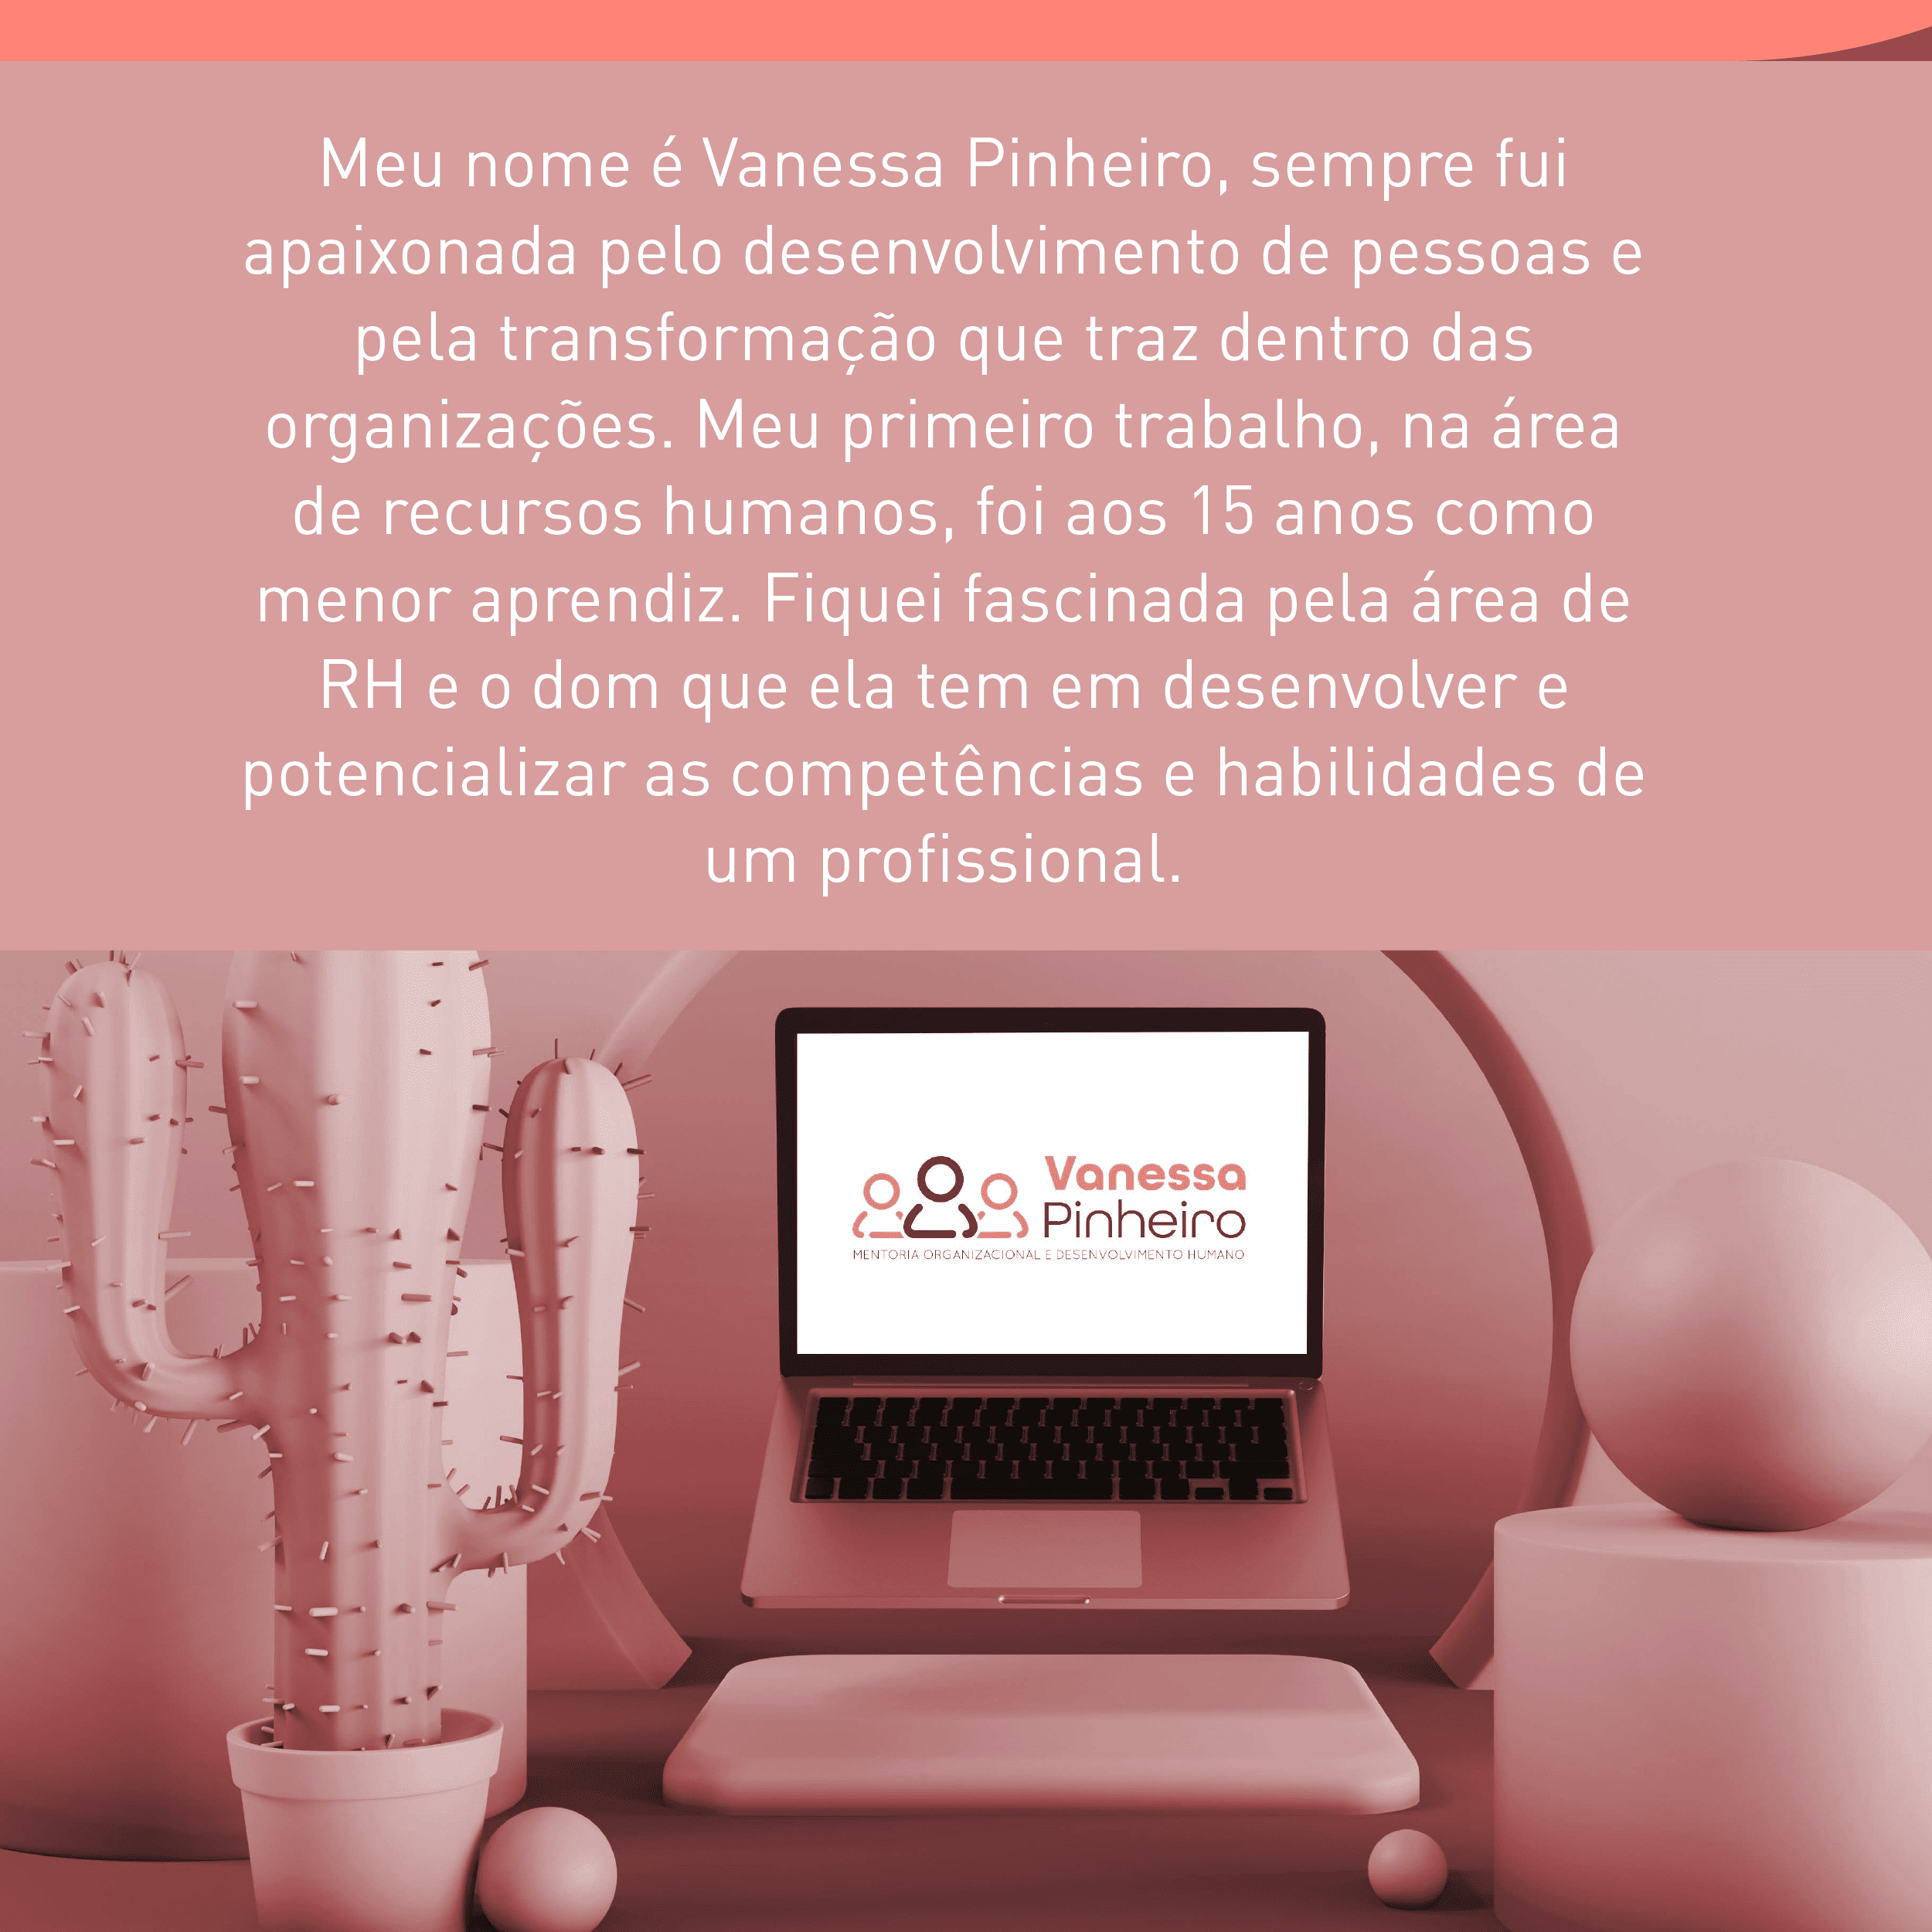 Meu nome é Vanessa Pinheiro, sempre fui
apaixonada pelo desenvolvimento de pessoas e
pela transformação que traz dentro das
organizações. Meu primeiro trabalho, na área
de recursos humanos, foi aos 15 anos como
menor aprendiz. Fiquei fascinada pela área de
RH e o dom que ela tem em desenvolver e
potencializar as competências e habilidades de
um profissional.
Vanessa
Pinheiro
MENTORIA ORGANIZACIONAL E DESENVOLVIMENTO HUMANO